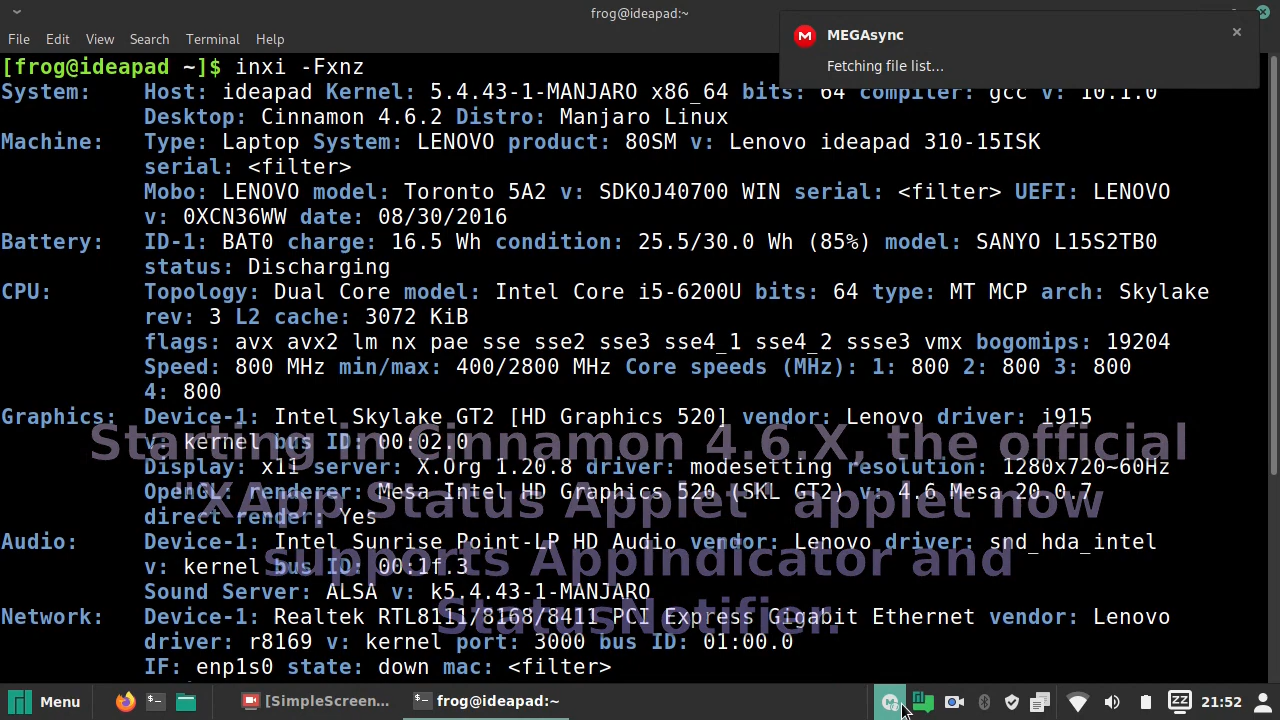 frog@ideapad:~
File Edit View Search Terminal Help
MEGAsync
Fetching file list...
[frog@ideapad ~]$ inxi -Fxnz
System: Host: ideapad Kernel: 5.4.43-1-MANJARO x86_64 bits: 64 compiler: gcc v: 10.1.0
Desktop: Cinnamon 4.6.2 Distro: Manjaro Linux
Machine: Type: Laptop System: LENOVO product: 80SM v: Lenovo ideapad 310-15ISK
serial: <filter>
Mobo: LENOVO model: Toronto 5A2 v: SDK0J40700 WIN serial: <filter> UEFI: LENOVO
v: 0XCN36WW date: 08/30/2016
Battery: ID-1: BAT0 charge: 16.5 Wh condition: 25.5/30.0 Wh (85%) model: SANYO L15S2TB0
status: Discharging
CPU: Topology: Dual Core model: Intel Core i5-6200U bits: 64 type: MT MCP arch: Skylake
rev: 3 L2 cache: 3072 KiB
flags: avx avx2 lm nx pae sse sse2 sse3 sse4_1 sse4_2 ssse3 vmx bogomips: 19204
Speed: 800 MHz min/max: 400/2800 MHz Core speeds (MHz): 1: 800 2: 800 3: 800
4: 800
Graphics: Device-1: Intel Skylake GT2 [HD Graphics 520] vendor: Lenovo driver: i915
v: kernel bus ID: 00:02.0
Display: x11 server: X.Org 1.20.8 driver: modesetting resolution: 1280x720~60Hz
OpenGL: renderer: Mesa Intel HD Graphics 520 (SKL GT2) v: 4.6 Mesa 20.0.7
direct render: Yes
Audio: Device-1: Intel Sunrise Point-LP HD Audio vendor: Lenovo driver: snd_hda_intel
v: kernel bus ID: 00:1f.3
Sound Server: ALSA v: k5.4.43-1-MANJARO
Network: Device-1: Realtek RTL8111/8168/8411 PCI Express Gigabit Ethernet vendor: Lenovo
driver: r8169 v: kernel port: 3000 bus ID: 01:00.0
IF: enp1s0 state: down mac: <filter>
Starting in Cinnamon 4.6.X, the official
"XApp Status Applet" applet now
supports AppIndicator and
StatusNotifier.
Menu [SimpleScreen... frog@ideapad:~ 21:52